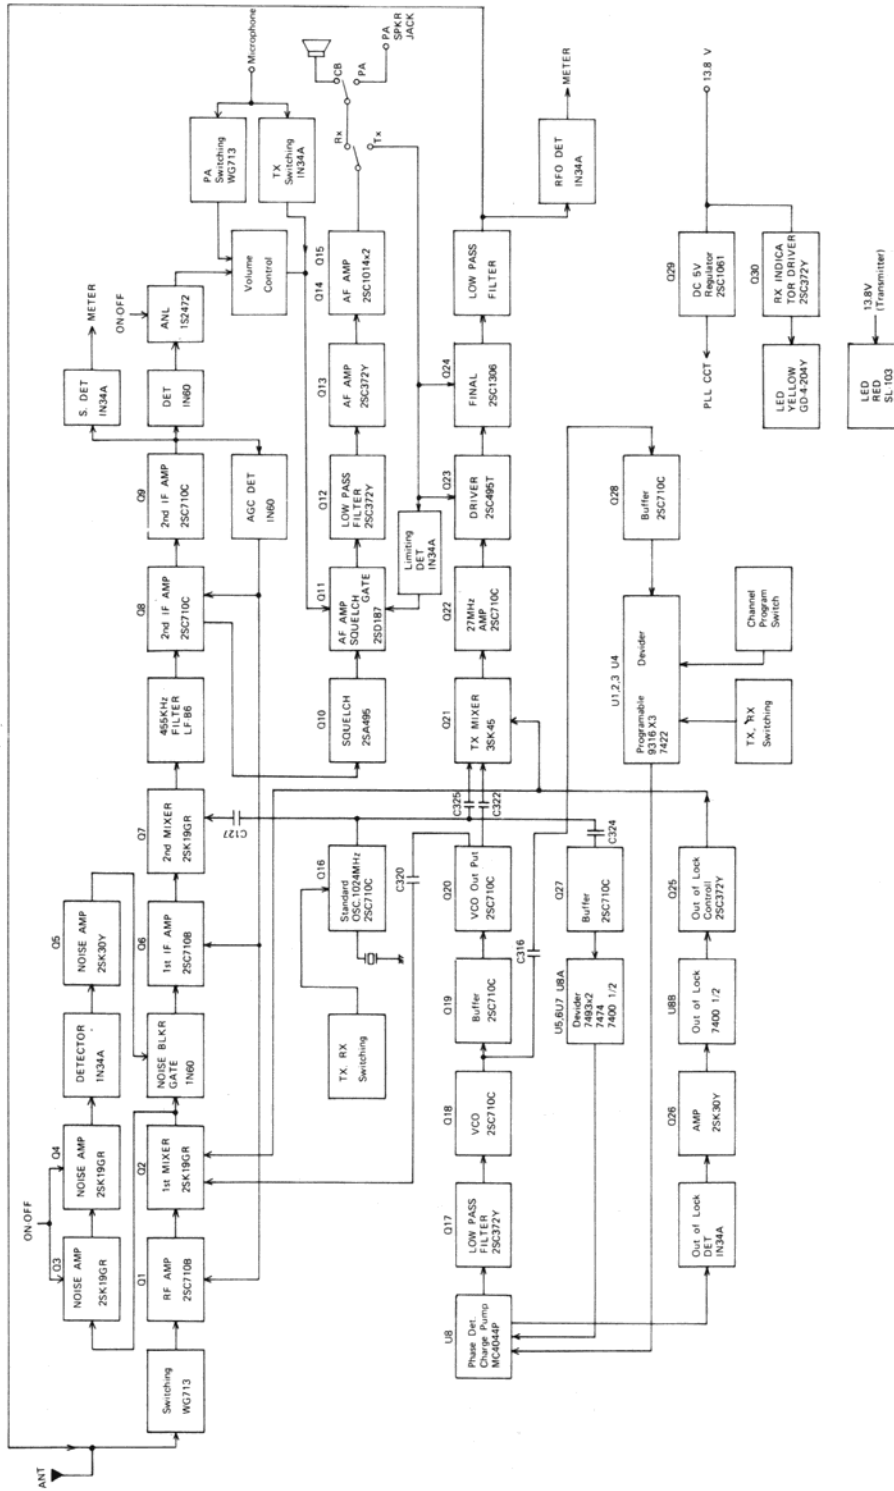 ANT
Switching
WG713
ON·OFF
Q3
NOISE AMP
2SK19GR
Q4
NOISE AMP
2SK19GR
DETECTOR
1N34A
Q5
NOISE AMP
2SK30Y
Q1
RF AMP
2SC710B
Q2
1st MIXER
2SK19GR
NOISE BLKR
GATE
1N60
Q6
1st IF AMP
2SC710B
Q7
2nd MIXER
2SK19GR
455KHz
FILTER
LF·B6
Q8
2nd IF AMP
2SC710C
Q9
2nd IF AMP
2SC710C
S. DET
IN34A
METER
DET
IN60
AGC DET
IN60
ON·OFF
ANL
1S2472
Volume
Control
PA
Switching
WG713
TX
Switching
IN34A
Microphone
C127
TX. RX
Switching
Q16
Standard
OSC.1024MHz
2SC710C
C320
Q10
SQUELCH
2SA495
Q11
AF AMP
SQUELCH
GATE
2SD187
Q12
LOW PASS
FILTER
2SC372Y
Q13
AF AMP
2SC372Y
Q14
Q15
AF AMP
2SC1014x2
Rx
Tx
CB
PA
PA
SPKR
JACK
Limiting
DET
IN34A
U8
Phase Det.
Charge Pump
MC4044P
Q17
LOW PASS
FILTER
2SC372Y
Q18
VCO
2SC710C
Q19
Buffer
2SC710C
Q20
VCO Out Put
2SC710C
C325
C322
C316
C324
Q21
TX MIXER
3SK45
Q22
27MHz
AMP
2SC710C
Q23
DRIVER
2SC495T
Q24
FINAL
2SC1306
LOW PASS
FILTER
RFO DET
IN34A
METER
U5,6U7 U8A
Devider
7493x2
7474
7400 1/2
Q27
Buffer
2SC710C
U1,2,3 U4
Programable
Devider
9316X3
7422
Q28
Buffer
2SC710C
TX, RX
Switching
Channel
Program
Switch
Out of Lock
DET
IN34A
Q26
AMP
2SK30Y
U8B
Out of Lock
7400 1/2
Q25
Out of Lock
Controll
2SC372Y
PLL CCT
Q29
DC 5V
Regulator
2SC1061
13.8 V
Q30
RX INDICA
TOR DRIVER
2SC372Y
LED
YELLOW
GD-4-204Y
LED
RED
SL·103
13.8V
(Transmitter)